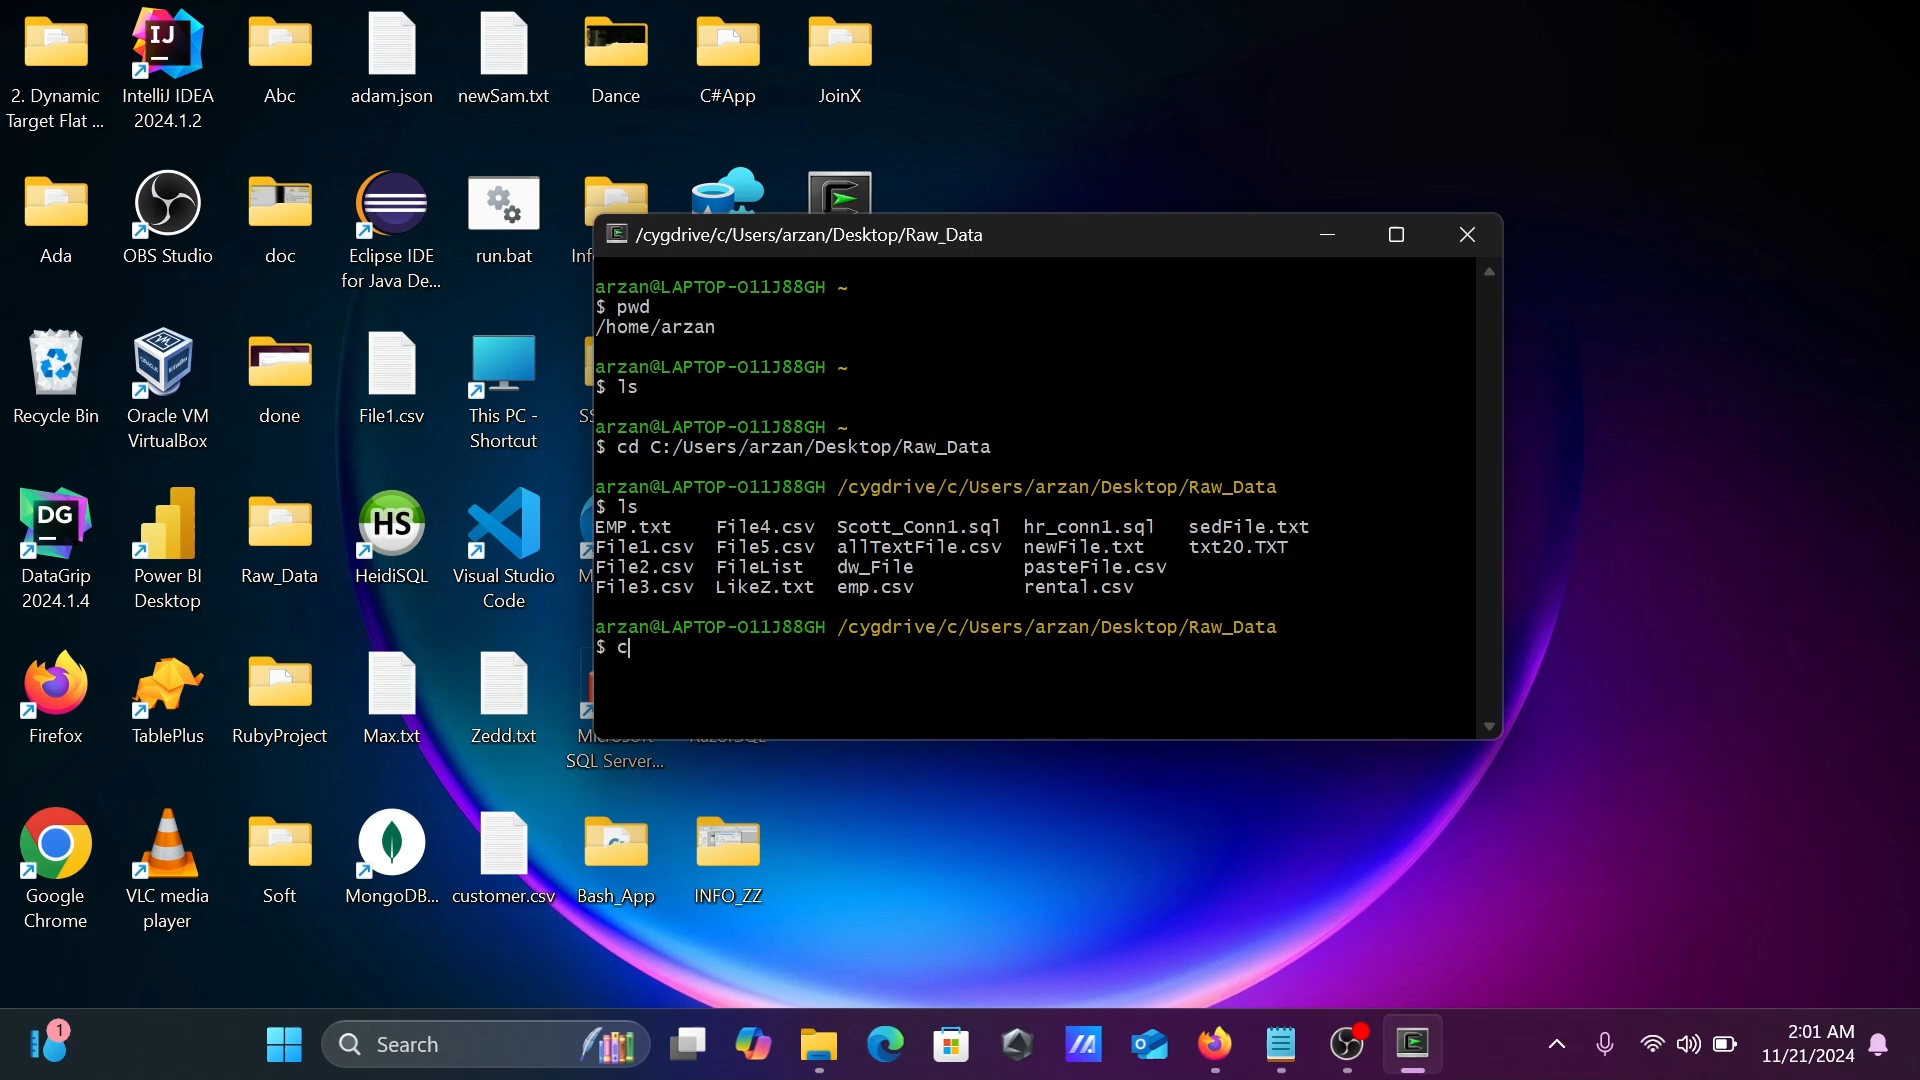 2. Dynamic
Target Flat ...
IntelliJ IDEA
2024.1.2
Abc
adam.json
newSam.txt
Dance
C#App
JoinX
Ada
OBS Studio
doc
Eclipse IDE
for Java De...
run.bat
Recycle Bin
Oracle VM
VirtualBox
done
File1.csv
This PC -
Shortcut
DG
DataGrip
2024.1.4
Power BI
Desktop
Raw_Data
HS
HeidiSQL
Visual Studio
Code
Firefox
TablePlus
RubyProject
Max.txt
Zedd.txt
SQL Server...
Google
Chrome
VLC media
player
Soft
MongoDB...
customer.csv
Bash_App
INFO_ZZ
/cygdrive/c/Users/arzan/Desktop/Raw_Data
arzan@LAPTOP-O11J88GH ~
$ pwd
/home/arzan
arzan@LAPTOP-O11J88GH ~
$ ls
arzan@LAPTOP-O11J88GH ~
$ cd C:/Users/arzan/Desktop/Raw_Data
arzan@LAPTOP-O11J88GH /cygdrive/c/Users/arzan/Desktop/Raw_Data
$ ls
EMP.txt File4.csv Scott_Conn1.sql hr_conn1.sql sedFile.txt
File1.csv File5.csv allTextFile.csv newFile.txt txt20.TXT
File2.csv FileList dw_File pasteFile.csv
File3.csv LikeZ.txt emp.csv rental.csv
arzan@LAPTOP-O11J88GH /cygdrive/c/Users/arzan/Desktop/Raw_Data
$ c
1
Search
2:01 AM
11/21/2024